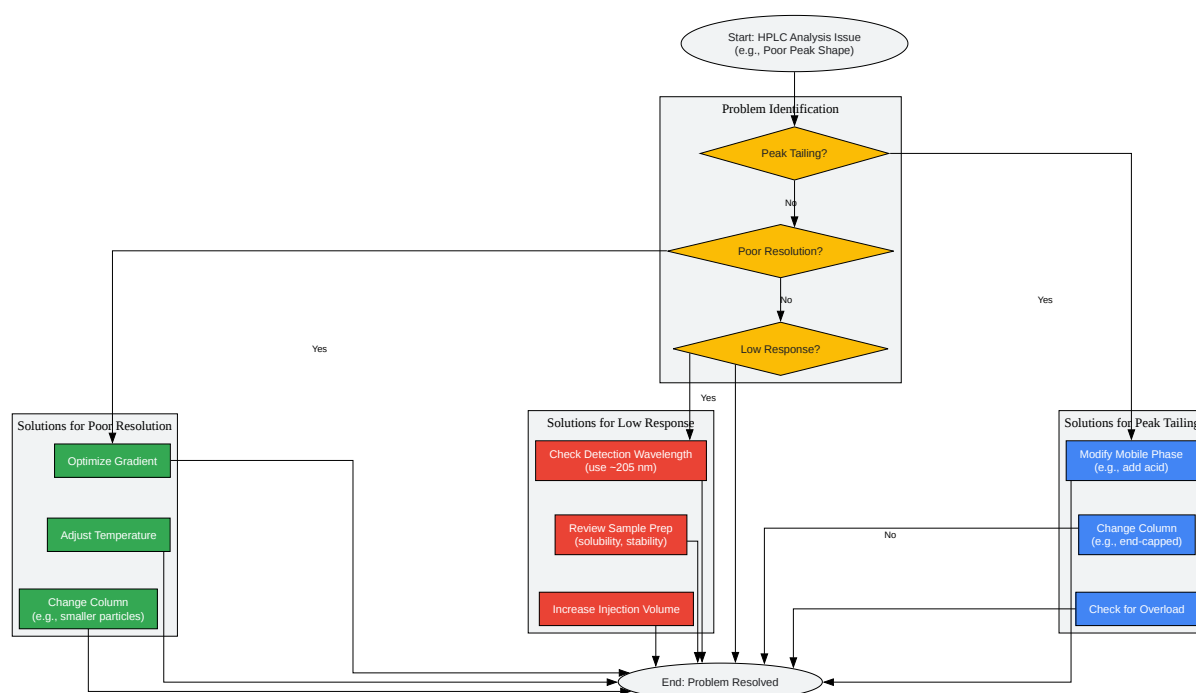 Start: HPLC Analysis Issue
(e.g., Poor Peak Shape)
Problem Identification
Peak Tailing?
No
Poor Resolution?
No
Yes
Yes
Low Response?
Yes
Solutions for Poor Resolution
Optimize Gradient
Adjust Temperature
Change Column
(e.g., smaller particles)
Solutions for Low Response
Check Detection Wavelength
(use ~205 nm)
Review Sample Prep
(solubility, stability)
Increase Injection Volume
No
Solutions for Peak Tailing
Modify Mobile Phase
(e.g., add acid)
Change Column
(e.g., end-capped)
Check for Overload
End: Problem Resolved